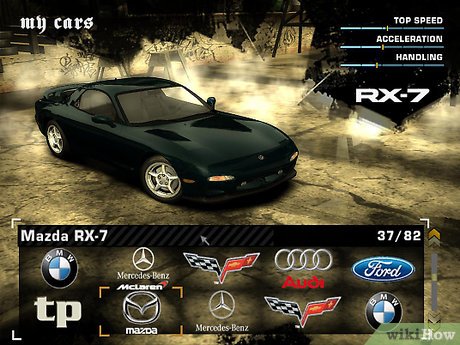 my cars
TOP SPEED
ACCELERATION
HANDLING
RX-7
Mazda RX-7
37/82
BMW
Mercedes-Benz
McLaren
Audi
Ford
tp
mazda
Mercedes-Benz
BMW
wikiHow